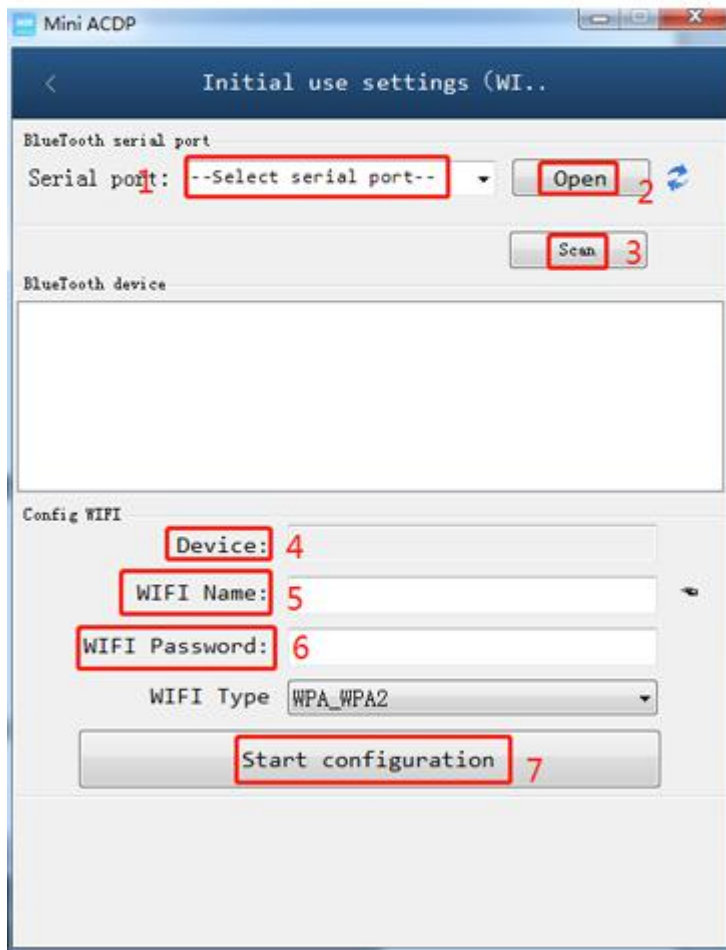 Mini ACDP
Initial use settings (WI..
BlueTooth serial port
Serial port: 1 --Select serial port-- Open 2
Scan 3
BlueTooth device
Config WIFI
Device: 4
WIFI Name: 5
WIFI Password: 6
WIFI Type WPA_WPA2
Start configuration 7